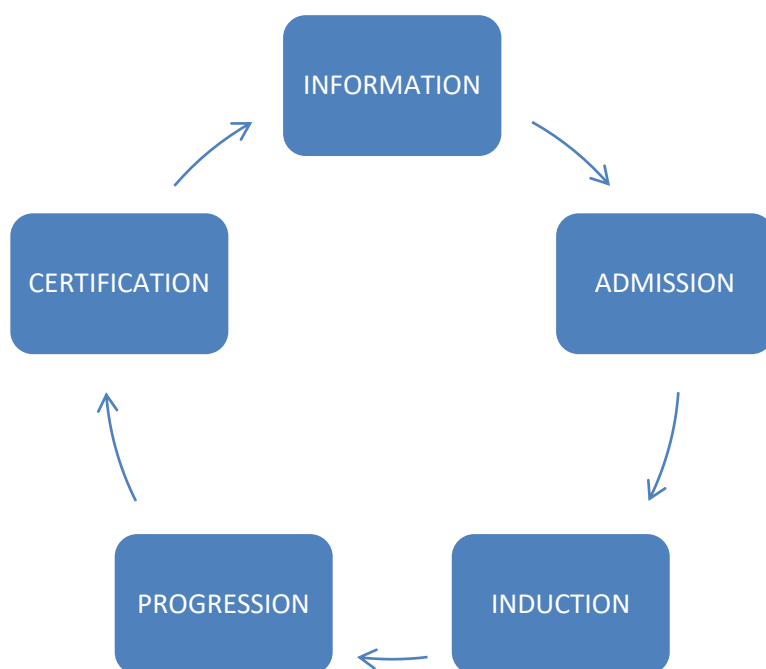 INFORMATION
ADMISSION
INDUCTION
PROGRESSION
CERTIFICATION